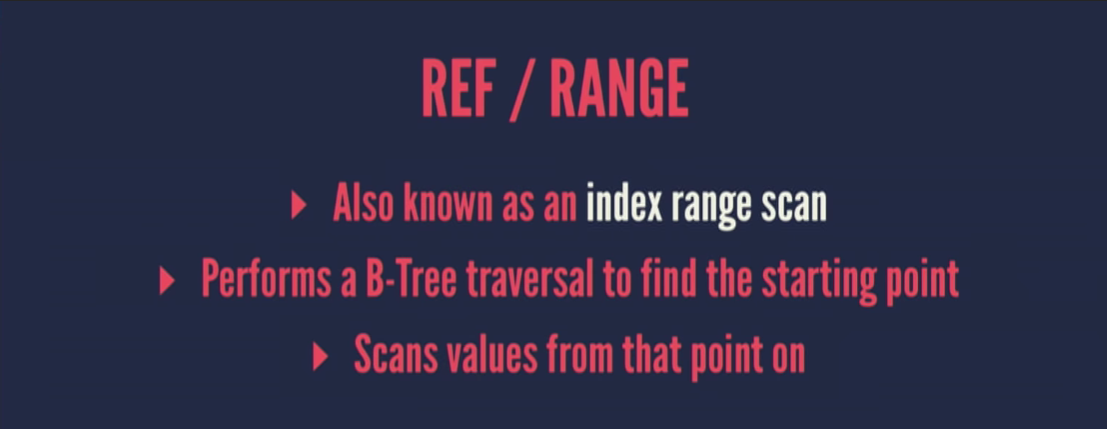 REF / RANGE
Also known as an index range scan
Performs a B-Tree traversal to find the starting point
Scans values from that point on